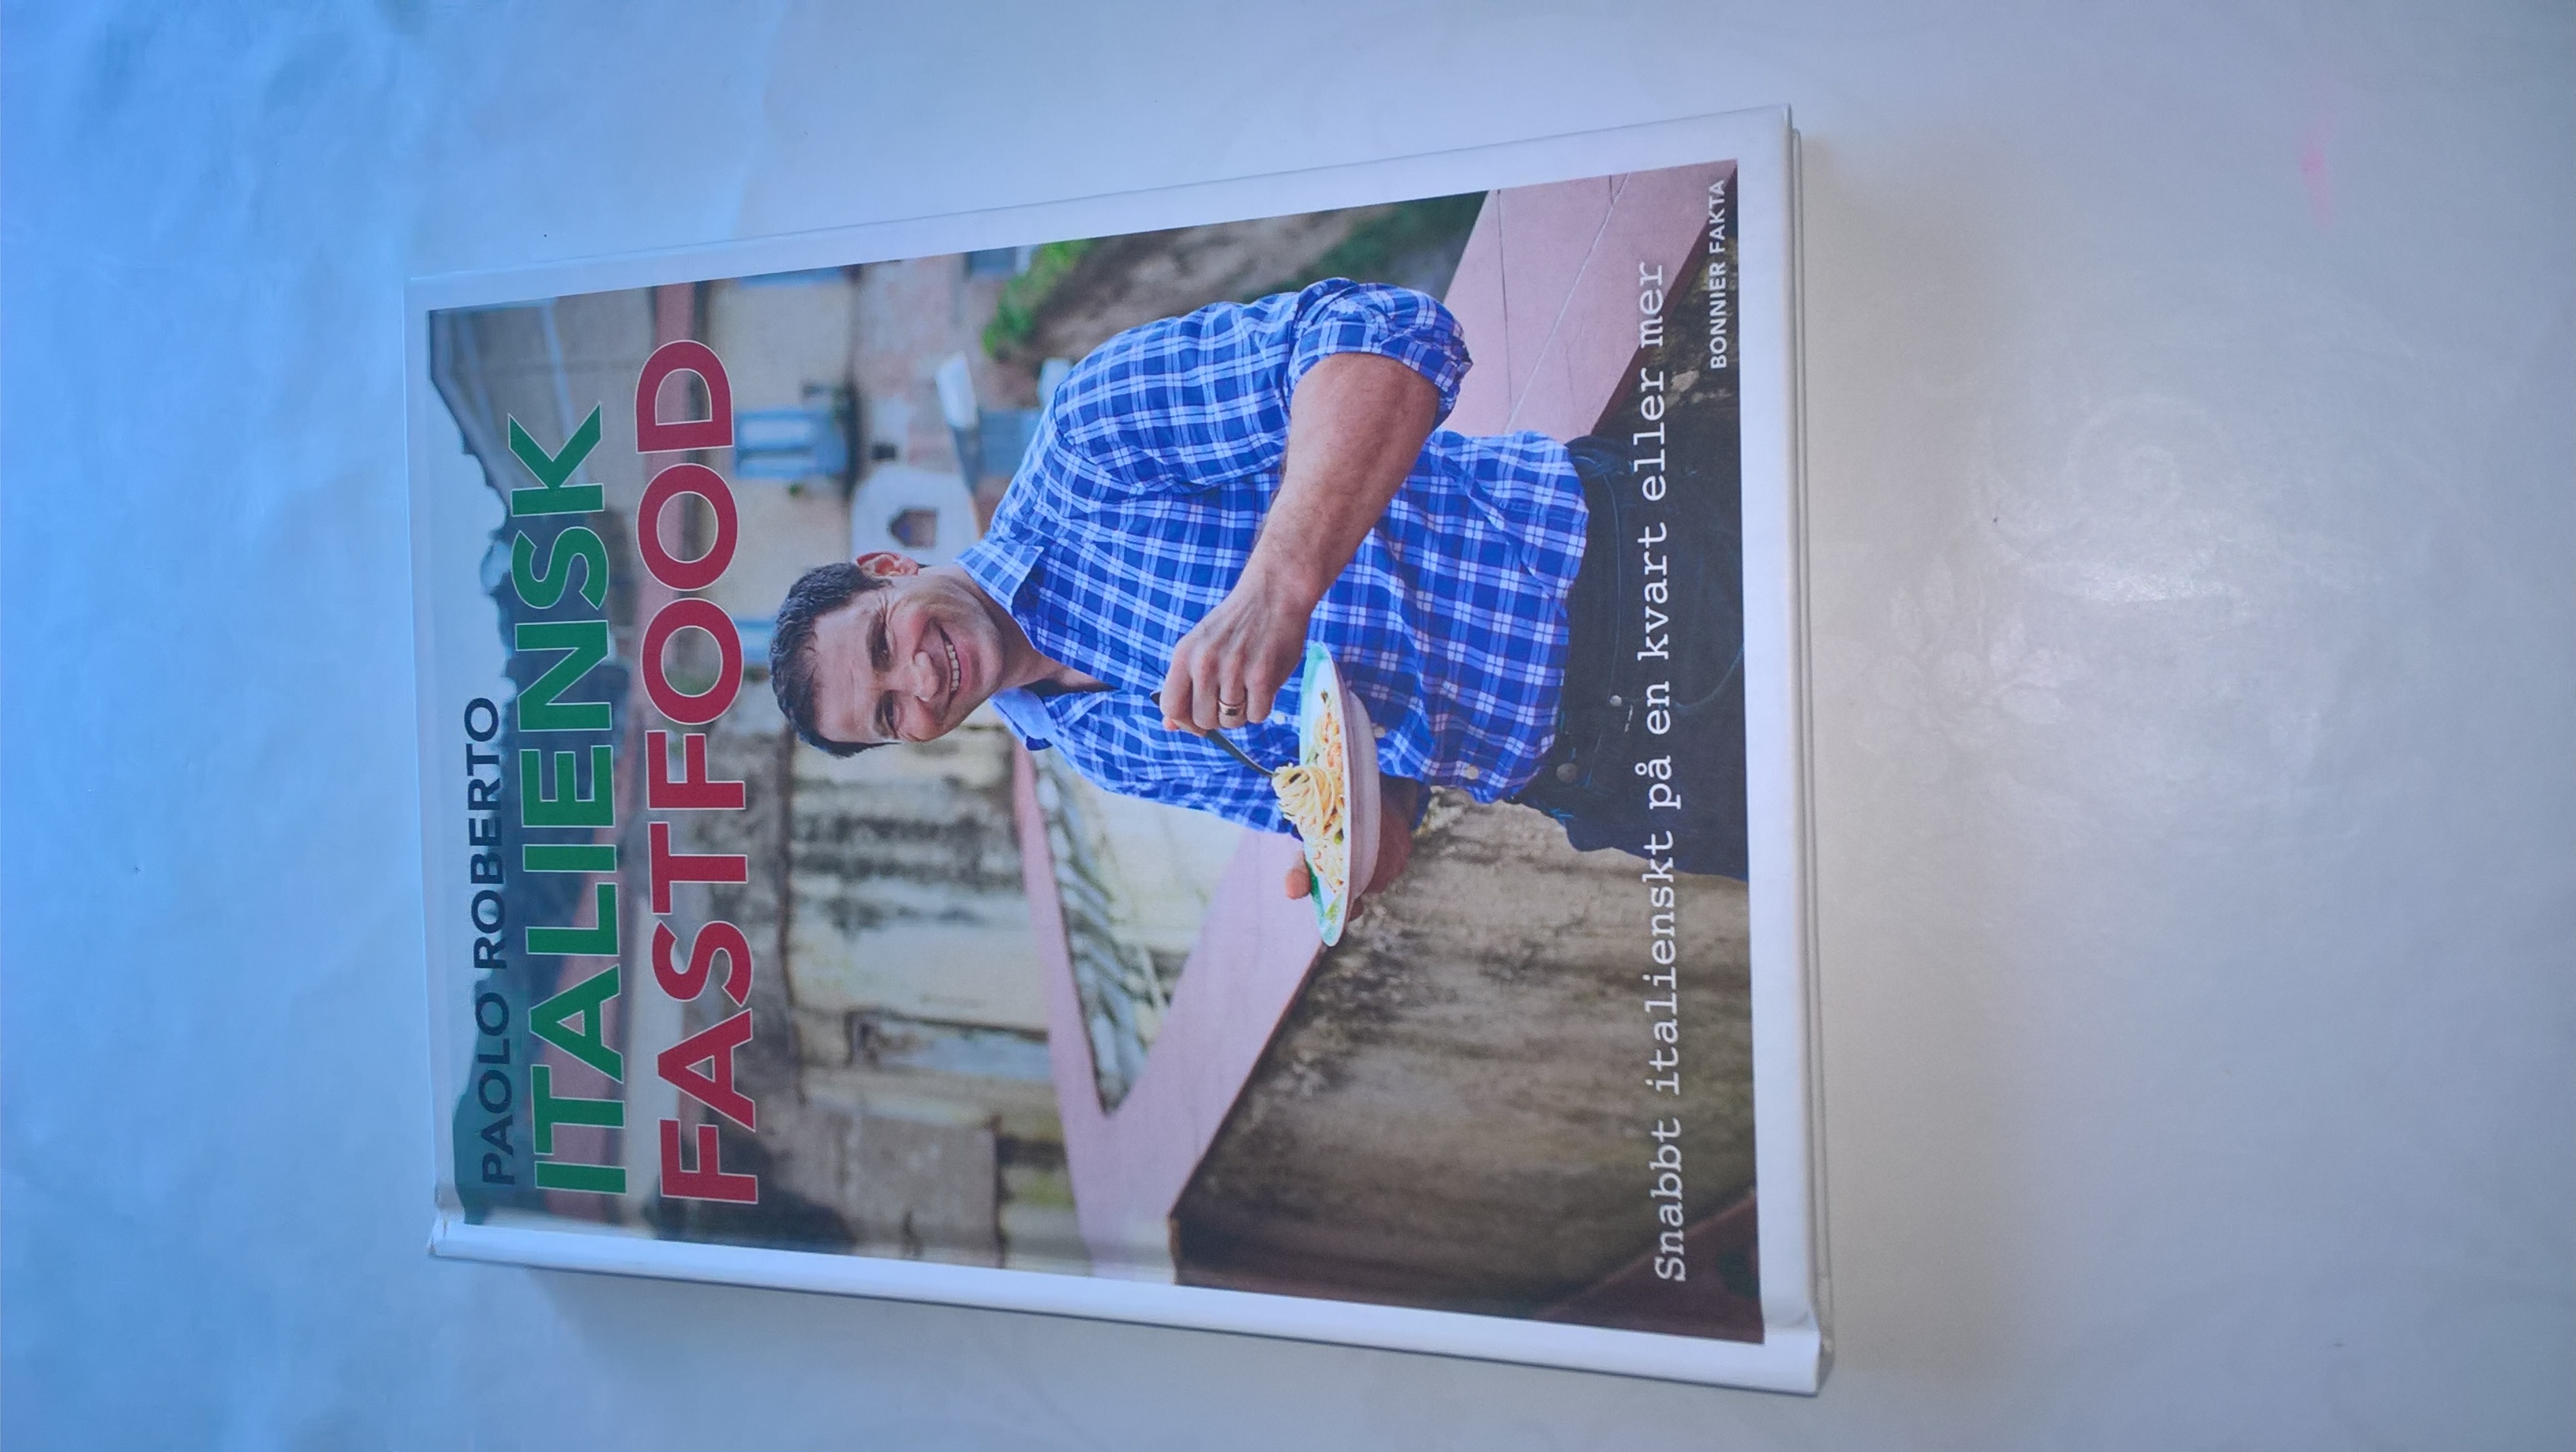 PAOLO ROBERTO
ITALIENSK
FASTFOOD
Snabbt italienskt på en kvart eller mer
BONNIER FAKTA